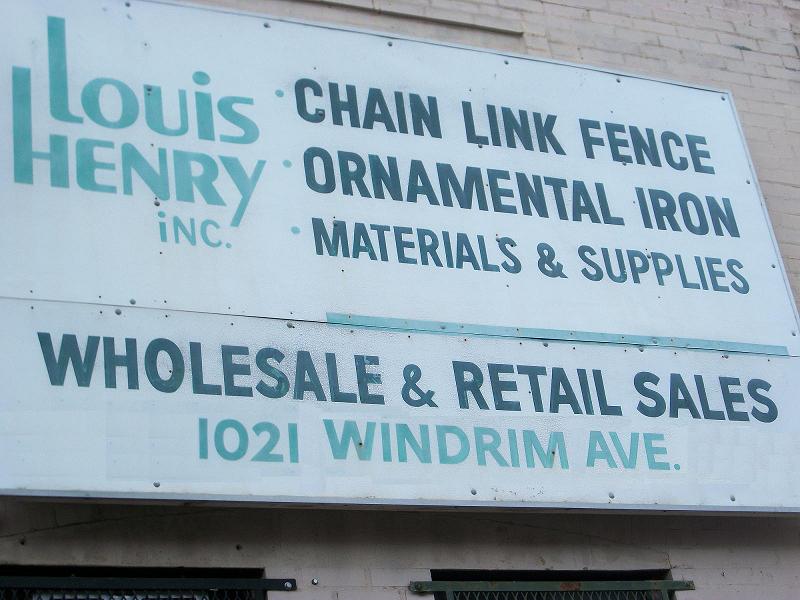 Louis
HENRY
iNC.
• CHAIN LINK FENCE
• ORNAMENTAL IRON
• MATERIALS & SUPPLIES
WHOLESALE & RETAIL SALES
1021 WINDRIM AVE.